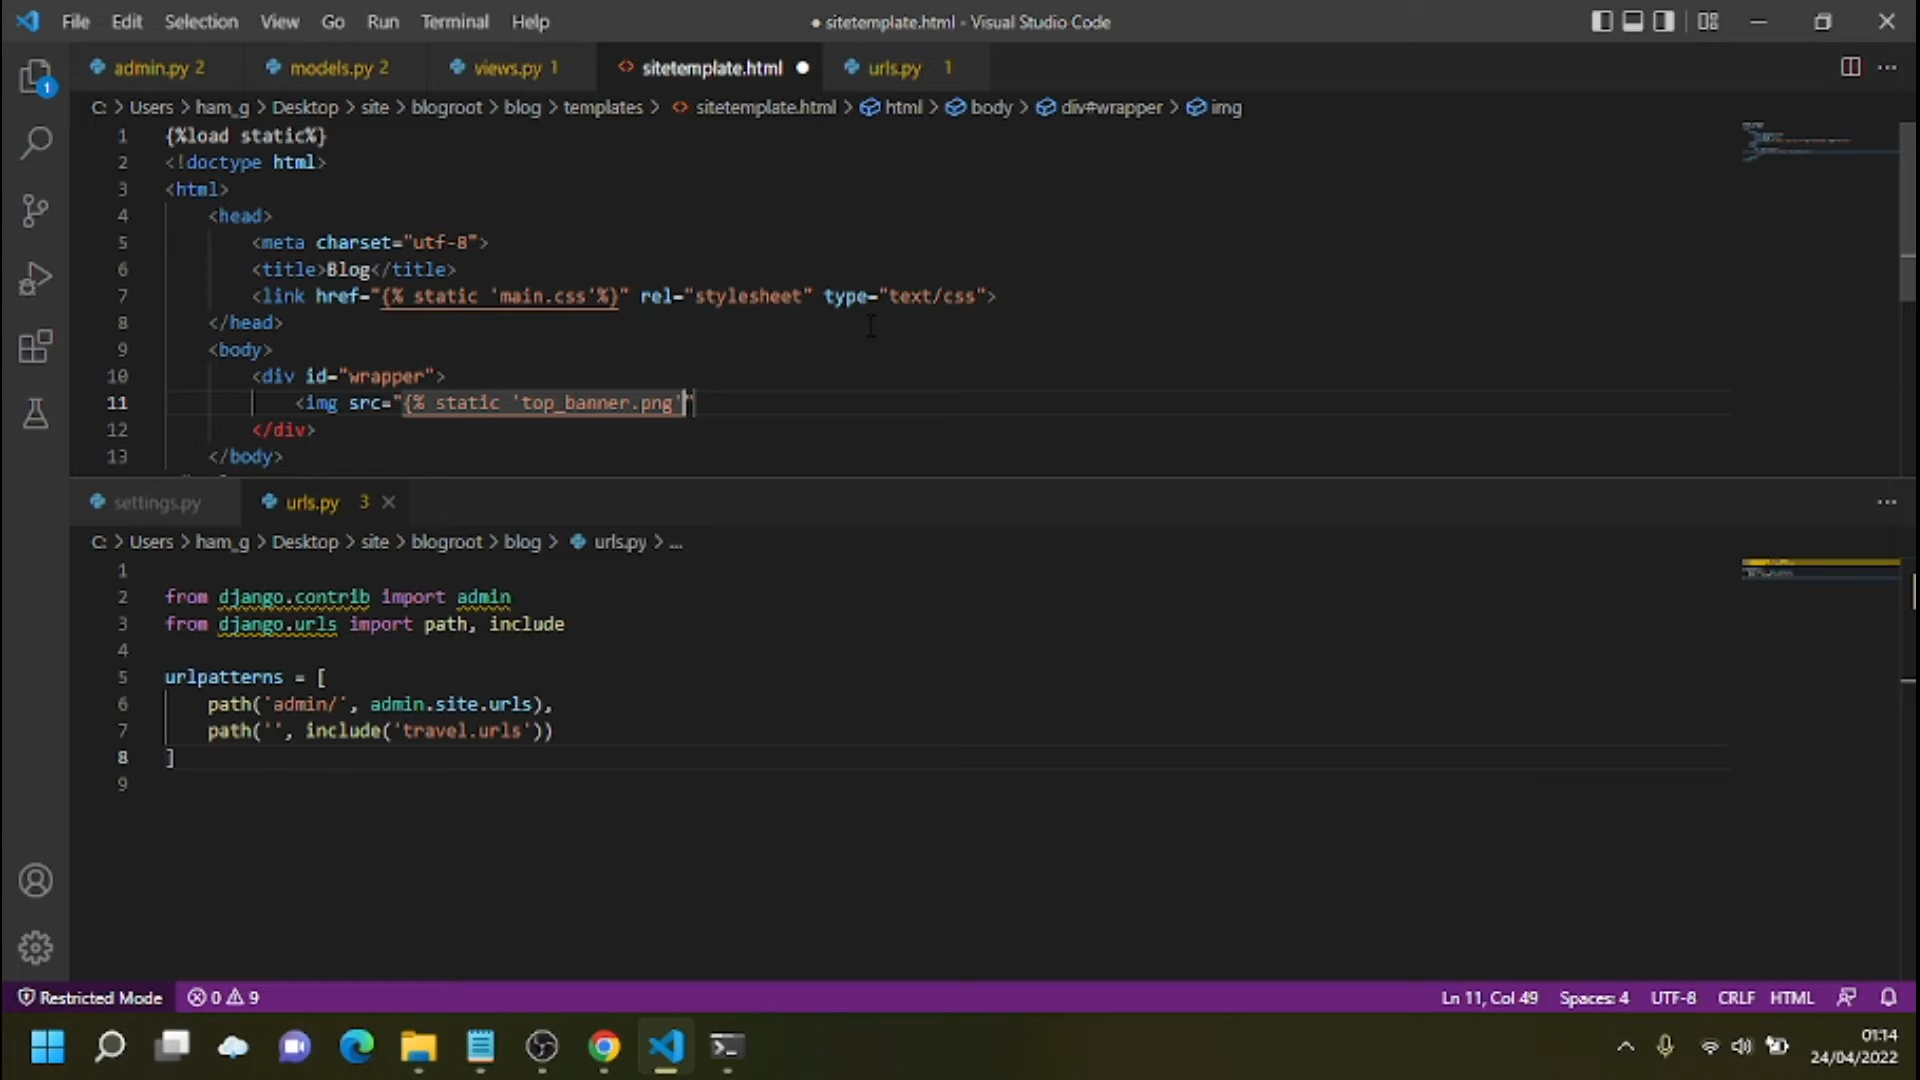 File Edit Selection View Go Run Terminal Help ● sitetemplate.html - Visual Studio Code
admin.py 2 models.py 2 views.py 1 sitetemplate.html ● urls.py 1
C: > Users > ham_g > Desktop > site > blogroot > blog > templates > sitetemplate.html > html > body > div#wrapper > img
1 {%load static%}
2 <!doctype html>
3 <html>
4 <head>
5 <meta charset="utf-8">
6 <title>Blog</title>
7 <link href="{% static 'main.css'%}" rel="stylesheet" type="text/css">
8 </head>
9 <body>
10 <div id="wrapper">
11 <img src="{% static 'top_banner.png'"
12 </div>
13 </body>
settings.py urls.py 3
C: > Users > ham_g > Desktop > site > blogroot > blog > urls.py > ...
1
2 from django.contrib import admin
3 from django.urls import path, include
4
5 urlpatterns = [
6 path('admin/', admin.site.urls),
7 path('', include('travel.urls'))
8 ]
9
Restricted Mode 0 9 Ln 11, Col 49 Spaces: 4 UTF-8 CRLF HTML
01:14
24/04/2022